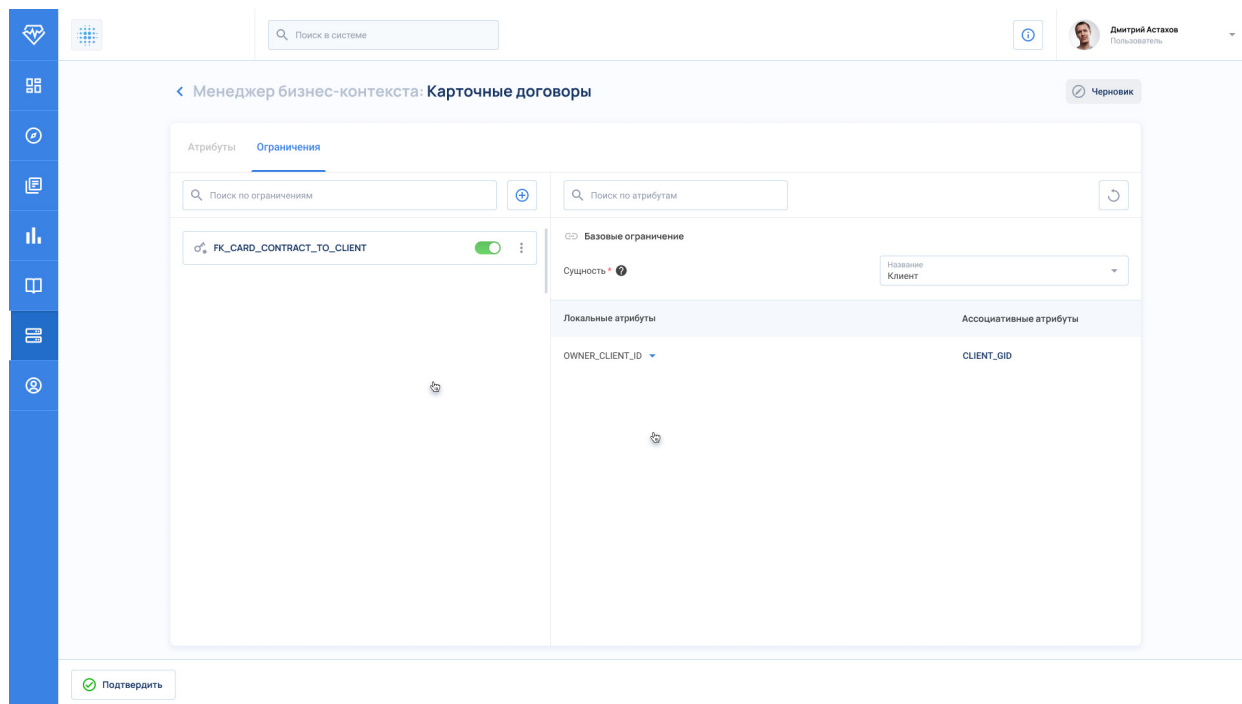 Поиск в системе
Дмитрий Астахов
Пользователь
Менеджер бизнес-контекста: Карточные договоры
Черновик
Атрибуты Ограничения
Поиск по ограничениям
Поиск по атрибутам
FK_CARD_CONTRACT_TO_CLIENT
Базовые ограничение
Сущность *
Название
Клиент
Локальные атрибуты Ассоциативные атрибуты
OWNER_CLIENT_ID CLIENT_GID
Подтвердить